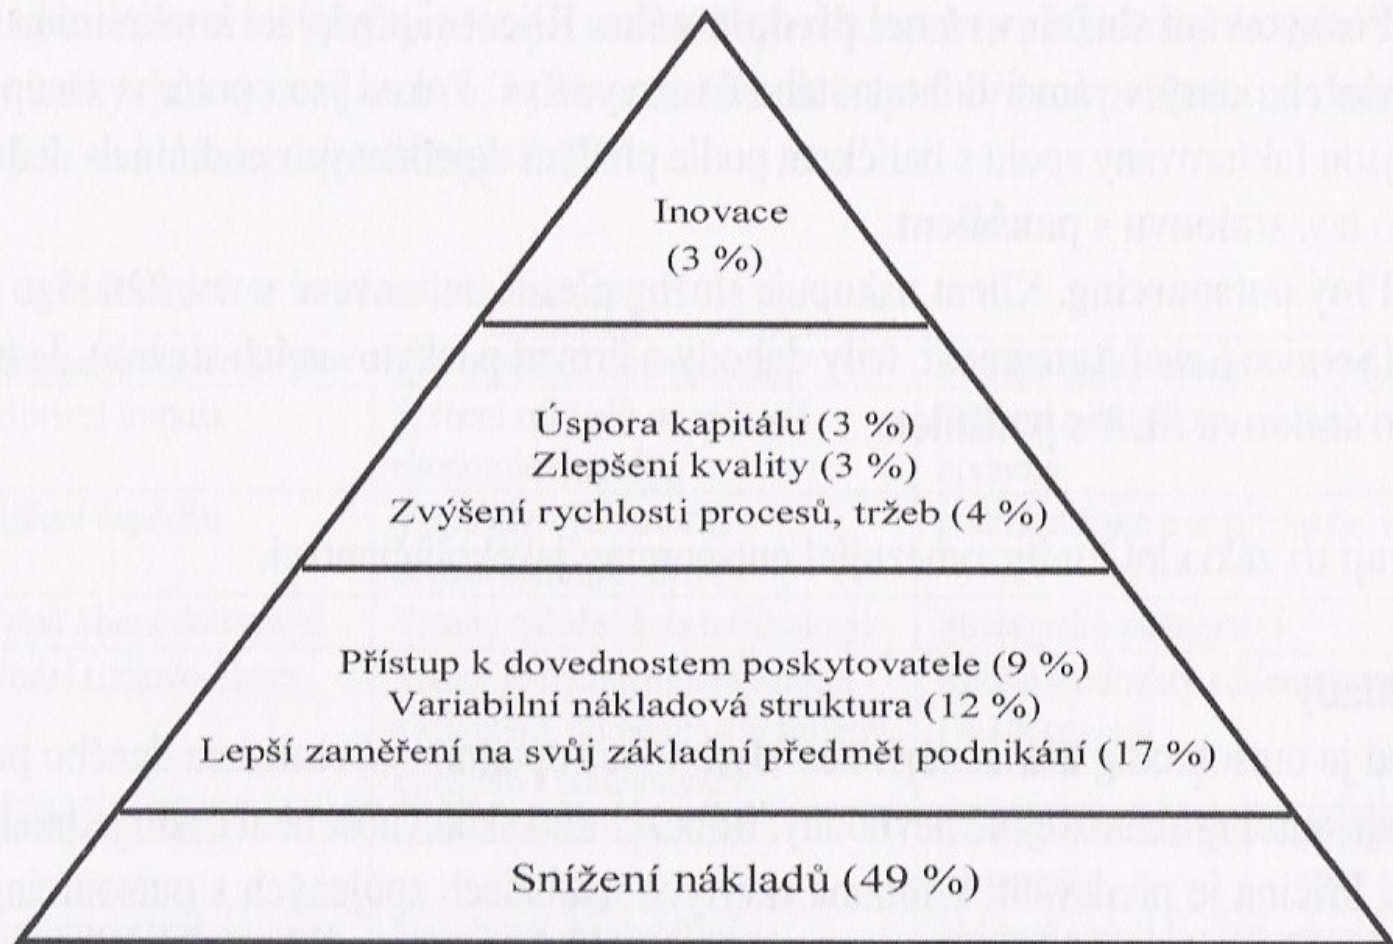 Inovace
(3 %)
Úspora kapitálu (3 %)
Zlepšení kvality (3 %)
Zvýšení rychlosti procesů, tržeb (4 %)
Přístup k dovednostem poskytovatele (9 %)
Variabilní nákladová struktura (12 %)
Lepší zaměření na svůj základní předmět podnikání (17 %)
Snížení nákladů (49 %)